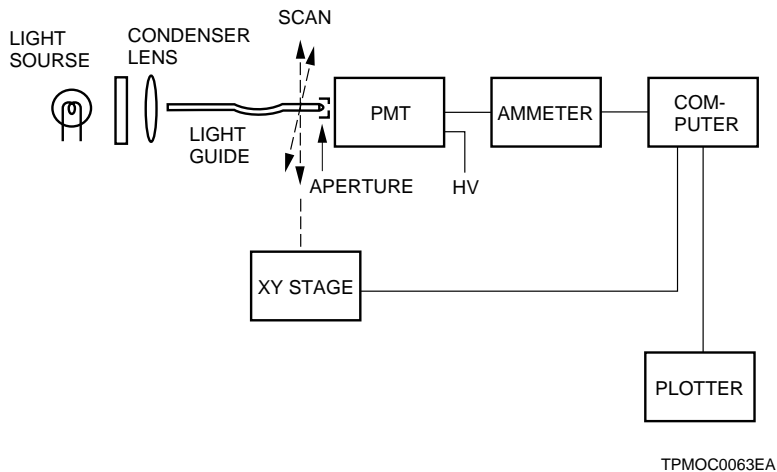 SCAN
LIGHT
SOURSE
CONDENSER
LENS
LIGHT
GUIDE
APERTURE
PMT
HV
AMMETER
COM-
PUTER
XY STAGE
PLOTTER
TPMOC0063EA